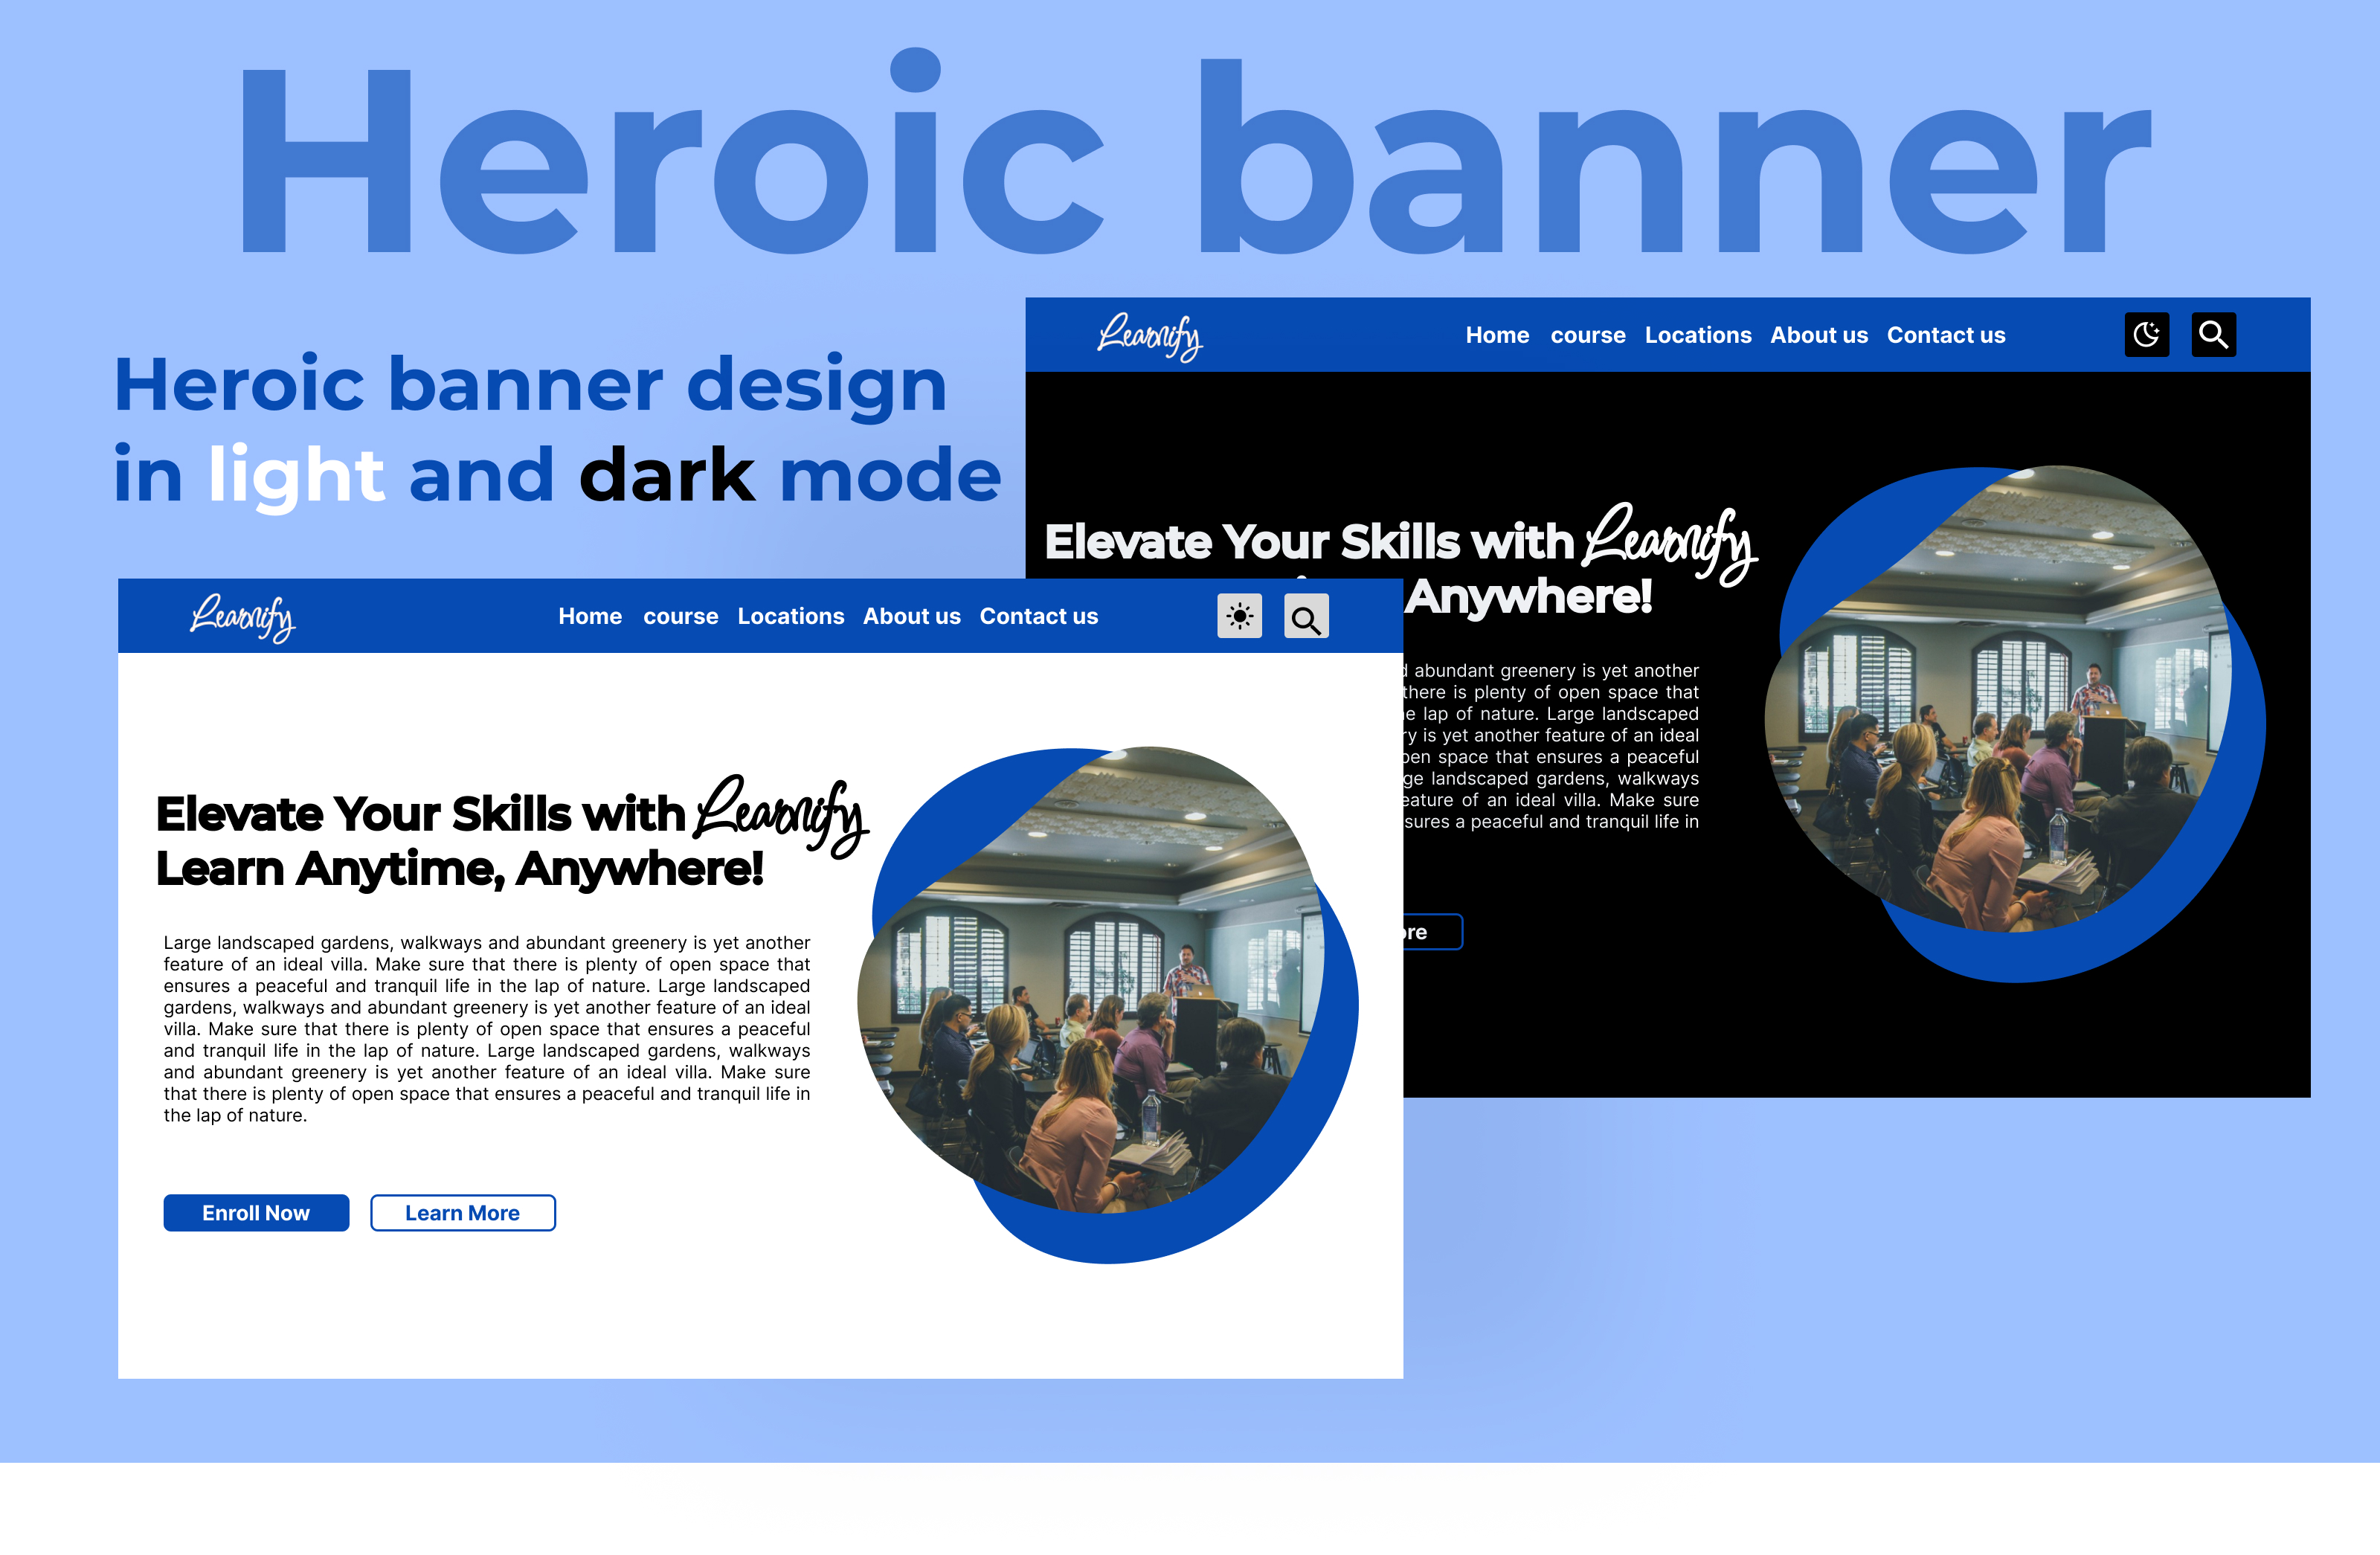 Heroic banner
Heroic banner design
in light and dark mode
Learnify
Home course Locations About us Contact us
Elevate Your Skills with Learnify
Anywhere!
abundant greenery is yet another
there is plenty of open space that
lap of nature. Large landscaped
is yet another feature of an ideal
space that ensures a peaceful
landscaped gardens, walkways
of an ideal villa. Make sure
a peaceful and tranquil life in
Learnify
Home course Locations About us Contact us
Elevate Your Skills with Learnify
Learn Anytime, Anywhere!
Large landscaped gardens, walkways and abundant greenery is yet another
feature of an ideal villa. Make sure that there is plenty of open space that
ensures a peaceful and tranquil life in the lap of nature. Large landscaped
gardens, walkways and abundant greenery is yet another feature of an ideal
villa. Make sure that there is plenty of open space that ensures a peaceful
and tranquil life in the lap of nature. Large landscaped gardens, walkways
and abundant greenery is yet another feature of an ideal villa. Make sure
that there is plenty of open space that ensures a peaceful and tranquil life in
the lap of nature.
Enroll Now
Learn More